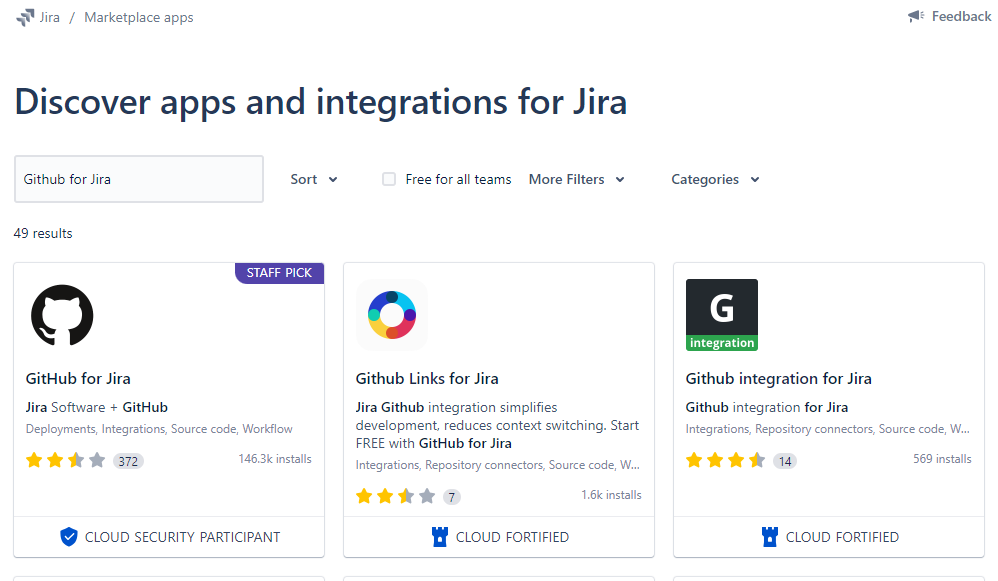 Jira / Marketplace apps
Feedback
Discover apps and integrations for Jira
Github for Jira
Sort
Free for all teams
More Filters
Categories
49 results
STAFF PICK
GitHub for Jira
Jira Software + GitHub
Deployments, Integrations, Source code, Workflow
372
146.3k installs
CLOUD SECURITY PARTICIPANT
Github Links for Jira
Jira Github integration simplifies
development, reduces context switching. Start
FREE with GitHub for Jira
Integrations, Repository connectors, Source code, W...
7
1.6k installs
CLOUD FORTIFIED
G
integration
Github integration for Jira
Github integration for Jira
Integrations, Repository connectors, Source code, W...
14
569 installs
CLOUD FORTIFIED